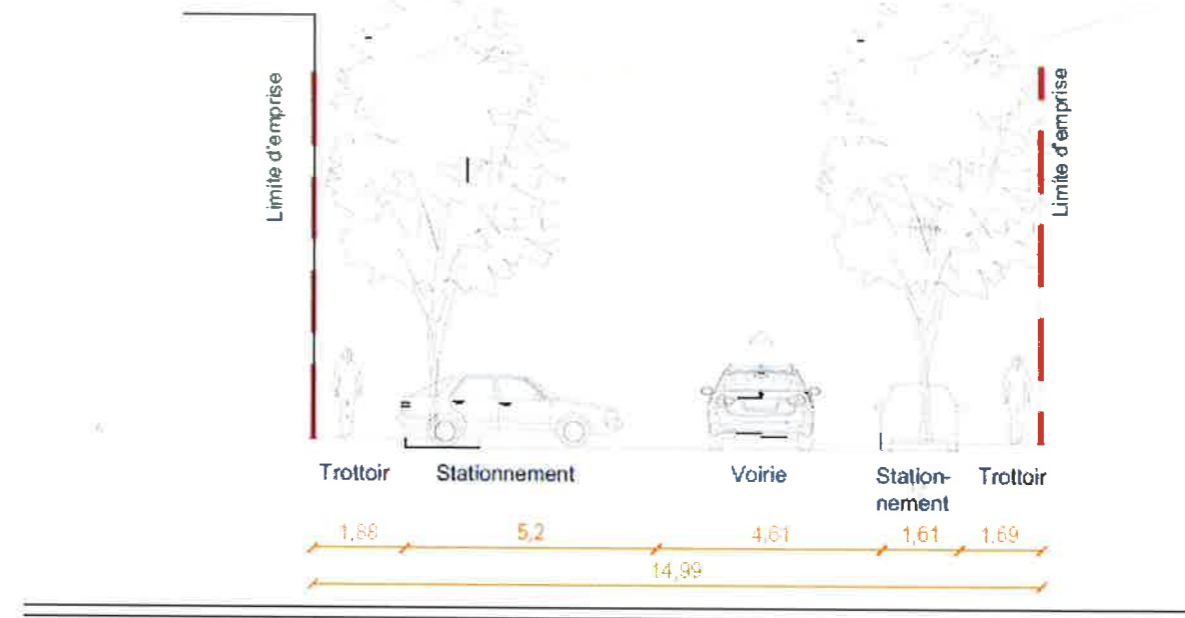 Limite d'emprise
Limite d'emprise
Trottoir
Stationnement
Voirie
Station-
nement
Trottoir
1,88
5,2
4,61
1,61
1,69
14,99